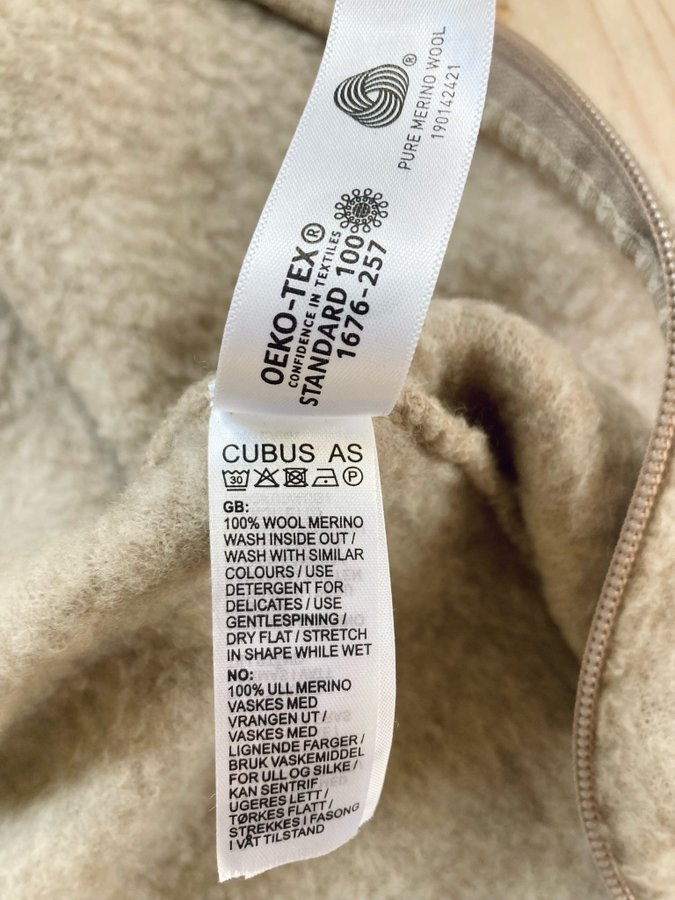 PURE MERINO WOOL
190142421
OEKO-TEX®
CONFIDENCE IN TEXTILES
STANDARD 100
1676-257
CUBUS AS
30 P
GB:
100% WOOL MERINO
WASH INSIDE OUT /
WASH WITH SIMILAR
COLOURS / USE
DETERGENT FOR
DELICATES / USE
GENTLESPINING /
DRY FLAT / STRETCH
IN SHAPE WHILE WET
NO:
100% ULL MERINO
VASKES MED
VRANGEN UT /
VASKES MED
LIGNENDE FARGER /
BRUK VASKEMIDDEL
FOR ULL OG SILKE /
KAN SENTRIF
UGERES LETT /
TØRKES FLATT /
STREKKES I FASONG
I VÅT TILSTAND